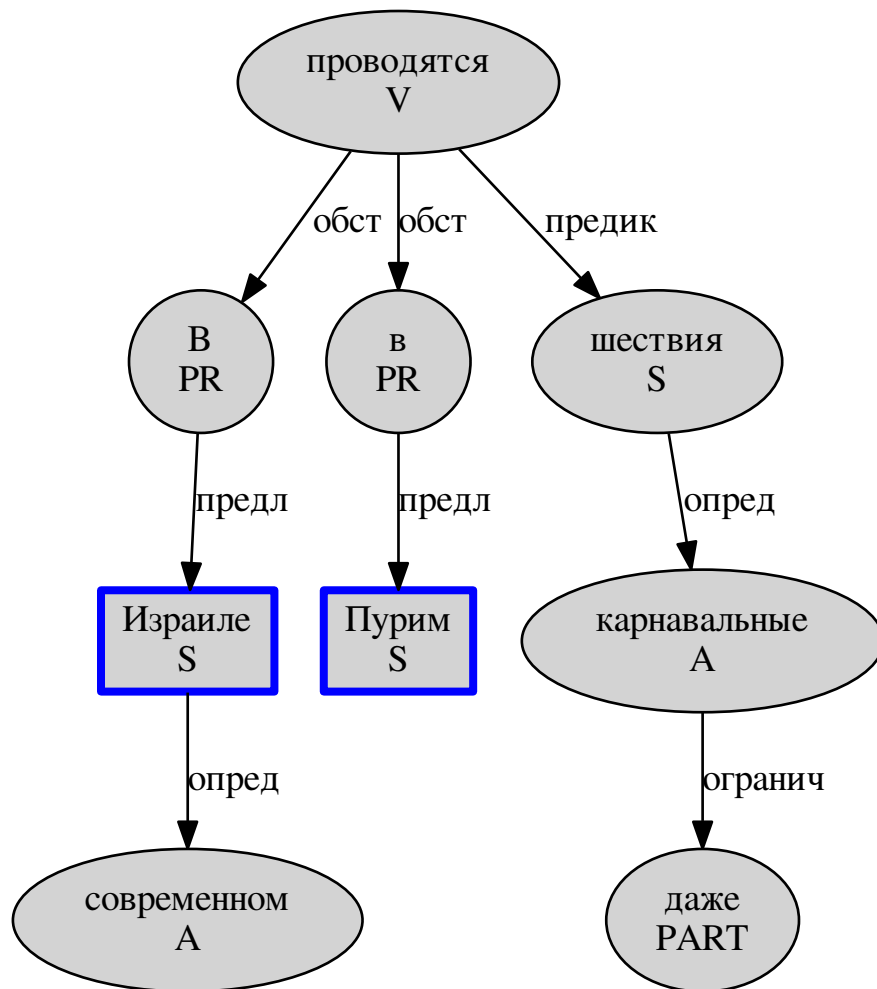 проводятся
V
обст
обст
предик
В
PR
в
PR
шествия
S
предл
предл
опред
Израиле
S
Пурим
S
карнавальные
A
опред
огранич
современном
A
даже
PART